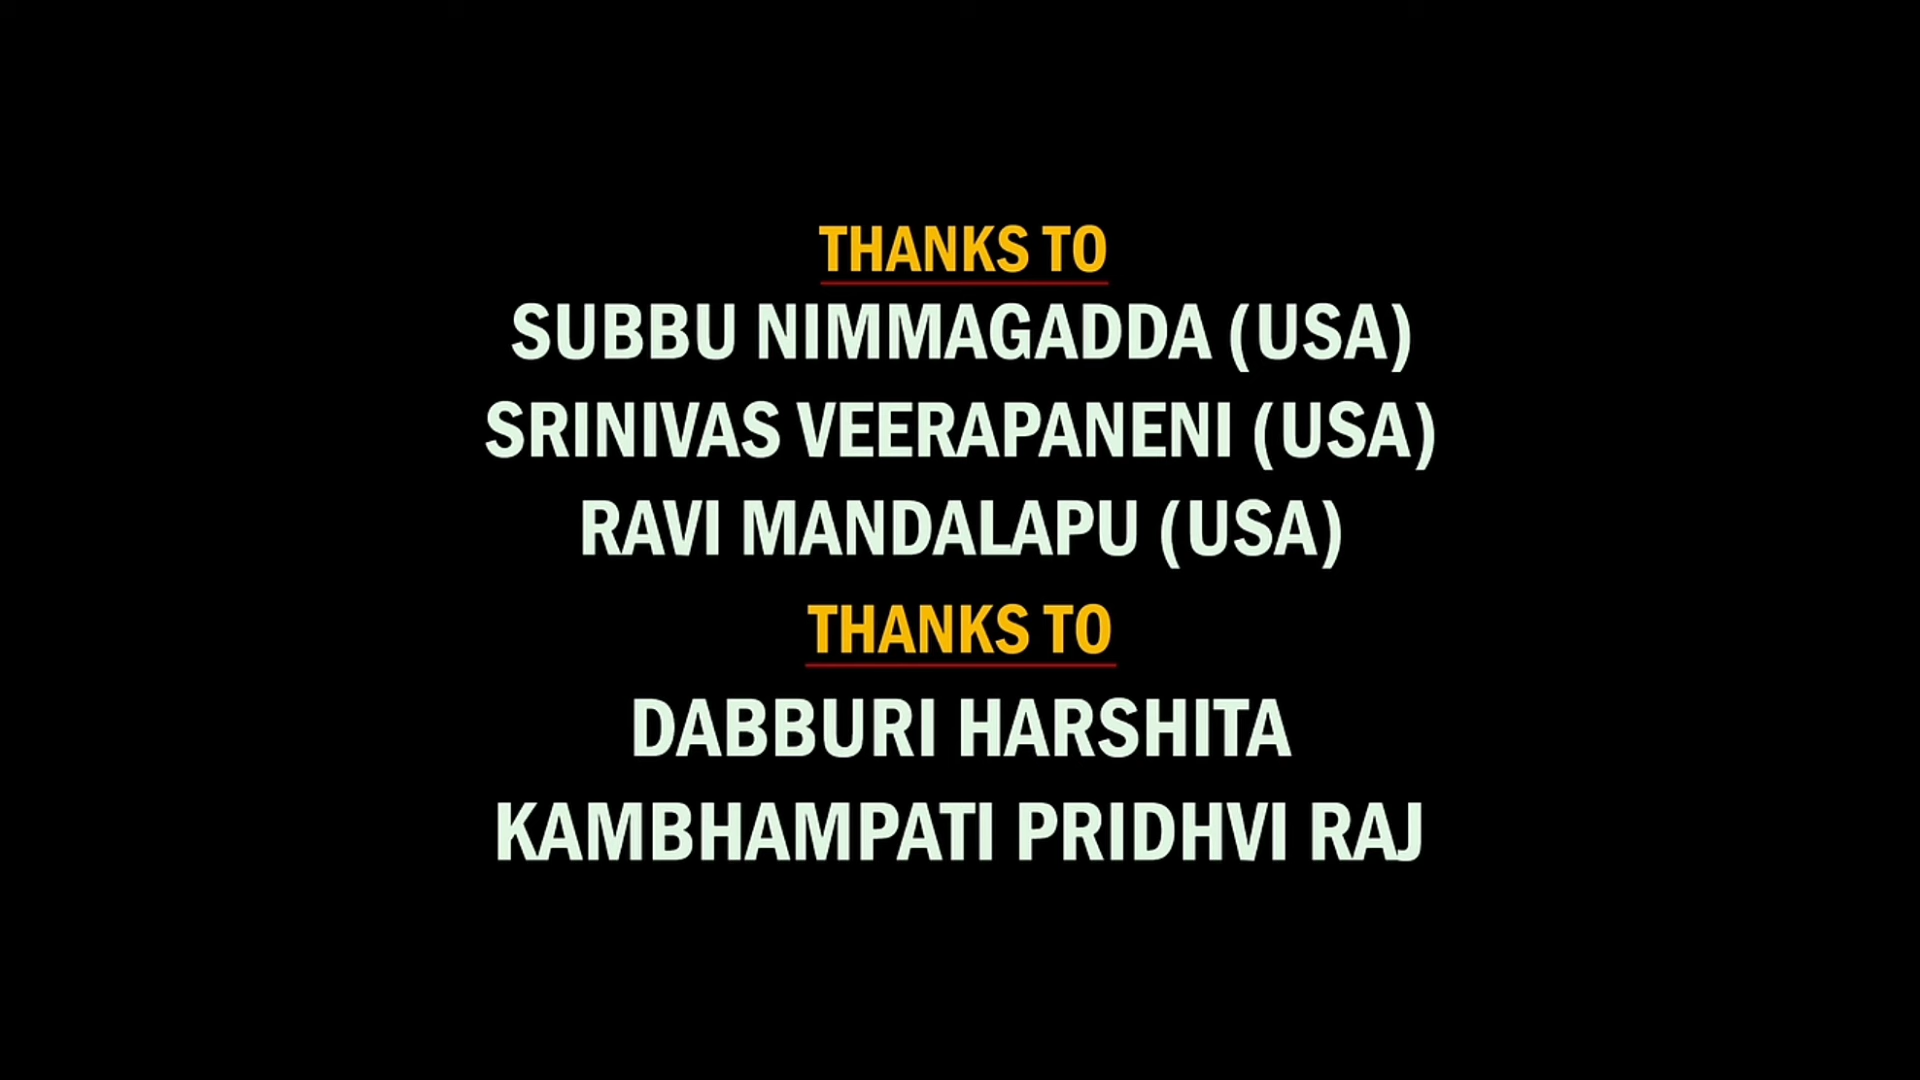 THANKS TO
SUBBU NIMMAGADDA (USA)
SRINIVAS VEERAPANENI (USA)
RAVI MANDALAPU (USA)
THANKS TO
DABBURI HARSHITA
KAMBHAMPATI PRIDHVI RAJ